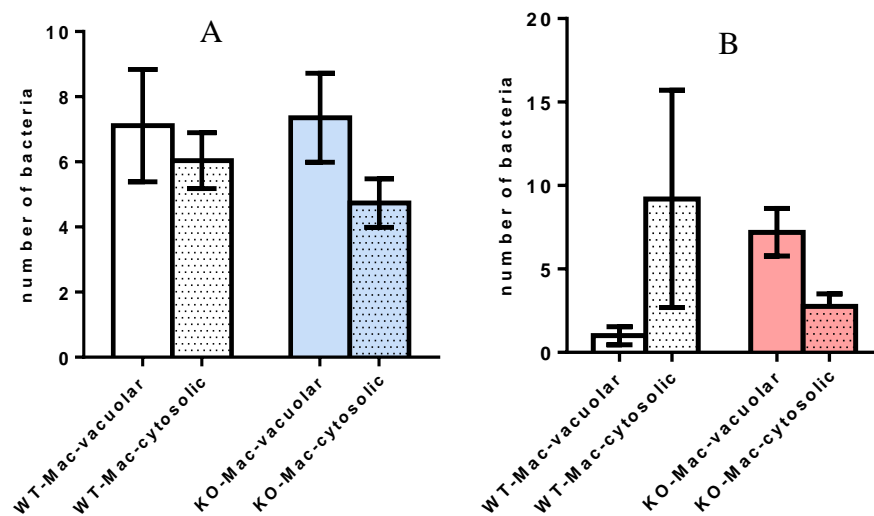 A
number of bacteria
10
8
6
4
2
0
WT-Mac-vacuolar
WT-Mac-cytosolic
KO-Mac-vacuolar
KO-Mac-cytosolic
B
number of bacteria
20
15
10
5
0
WT-Mac-vacuolar
WT-Mac-cytosolic
KO-Mac-vacuolar
KO-Mac-cytosolic